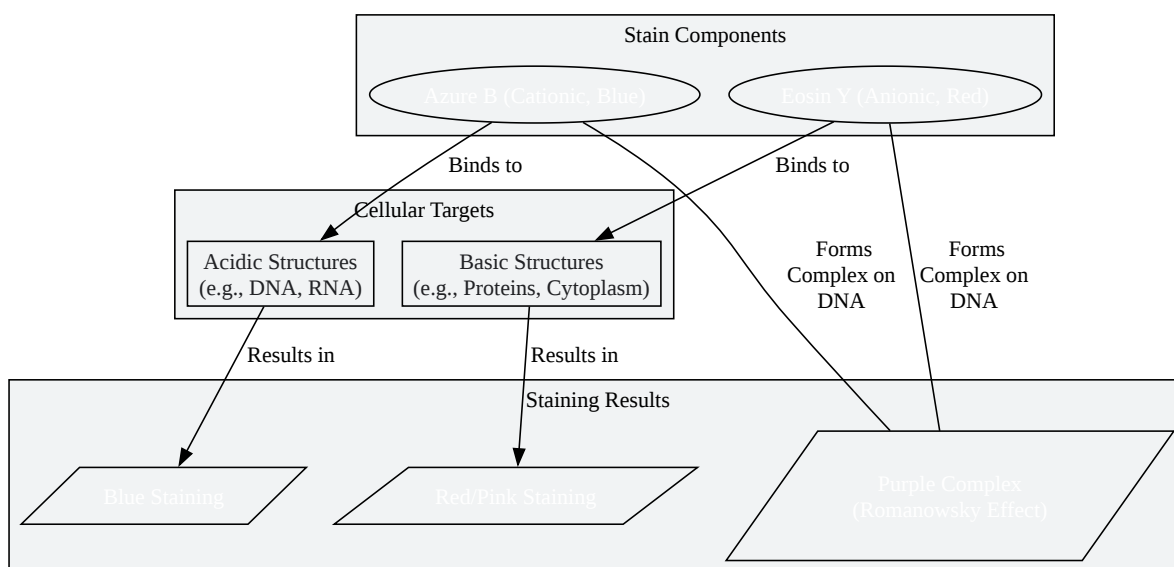 Stain Components
Azure B (Cationic, Blue)
Eosin Y (Anionic, Red)
Binds to
Binds to
Cellular Targets
Acidic Structures
(e.g., DNA, RNA)
Basic Structures
(e.g., Proteins, Cytoplasm)
Forms
Complex on
DNA
Forms
Complex on
DNA
Results in
Results in
Staining Results
Blue Staining
Red/Pink Staining
Purple Complex
(Romanowsky Effect)